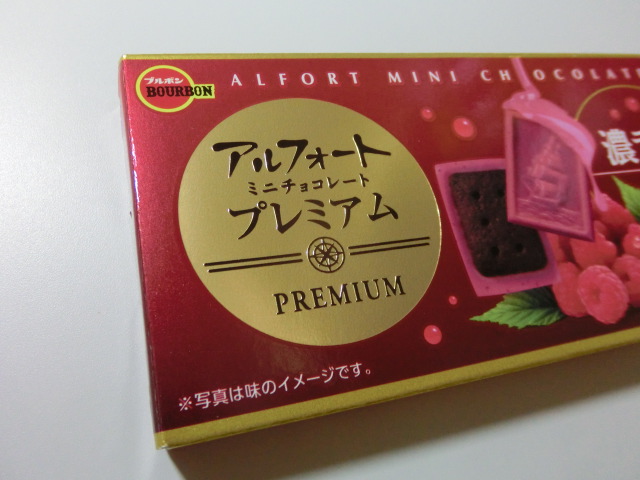 ブルボン
BOURBON
ALFORT MINI CHOCOLAT
アルフォート
ミニチョコレート
プレミアム
PREMIUM
濃
※写真は味のイメージです。